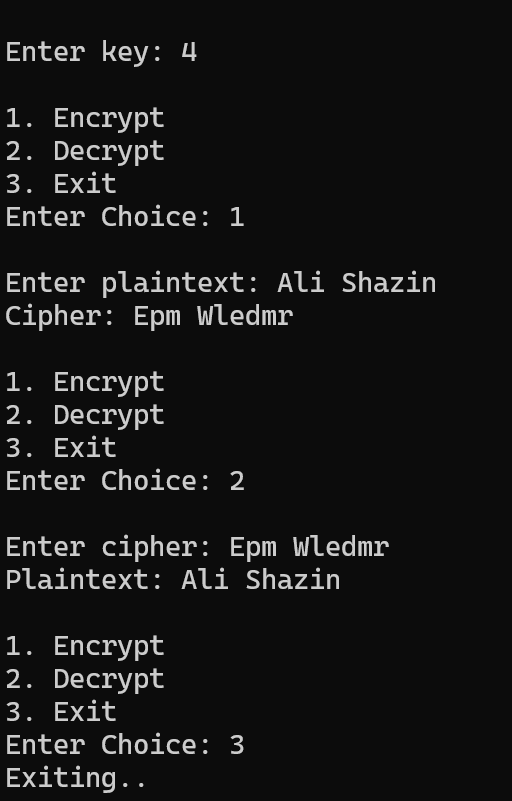 Enter key: 4
1. Encrypt
2. Decrypt
3. Exit
Enter Choice: 1
Enter plaintext: Ali Shazin
Cipher: Epm Wledmr
1. Encrypt
2. Decrypt
3. Exit
Enter Choice: 2
Enter cipher: Epm Wledmr
Plaintext: Ali Shazin
1. Encrypt
2. Decrypt
3. Exit
Enter Choice: 3
Exiting..